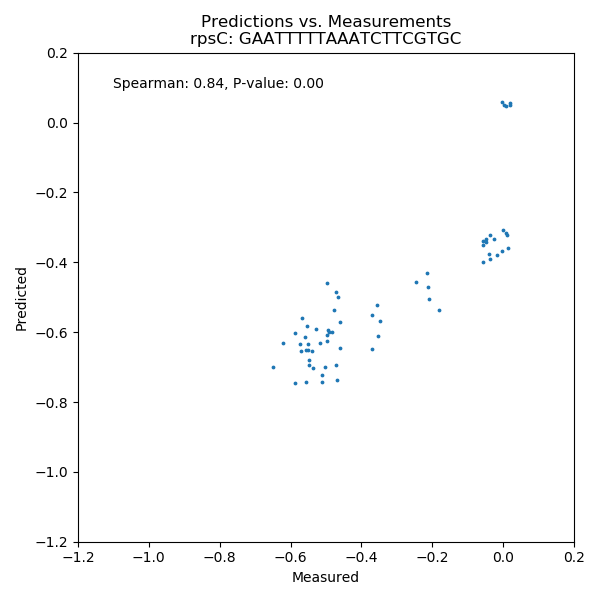 Predictions vs. Measurements
rpsC: GAATTTTTAAATCTTCGTGC
Spearman: 0.84, P-value: 0.00
0.2
0.0
−0.2
−0.4
−0.6
−0.8
−1.0
−1.2
Predicted
−1.2 −1.0 −0.8 −0.6 −0.4 −0.2 0.0 0.2
Measured